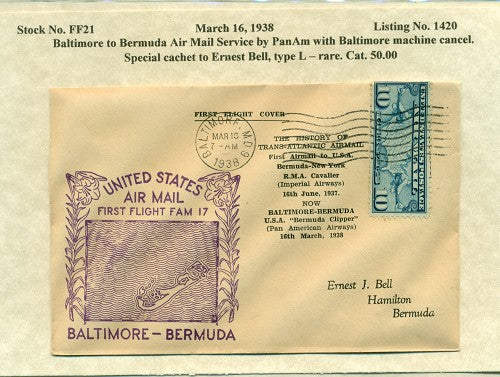 Stock No. FF21 March 16, 1938 Listing No. 1420
Baltimore to Bermuda Air Mail Service by PanAm with Baltimore machine cancel.
Special cachet to Ernest Bell, type L – rare. Cat. 50.00
FIRST FLIGHT COVER
BALTIMORE, MD.
MAR 16
7 - AM
1938
THE HISTORY OF
TRANS-ATLANTIC AIRMAIL
First Airmail to U.S.A.
Bermuda-New York
R.M.A. Cavalier
(Imperial Airways)
16th June, 1937.
NOW
BALTIMORE-BERMUDA
U.S.A. "Bermuda Clipper"
(Pan American Airways)
16th March, 1938
10
10
UNITED STATES
AIR MAIL
FIRST FLIGHT FAM 17
BALTIMORE – BERMUDA
Ernest J. Bell
Hamilton
Bermuda